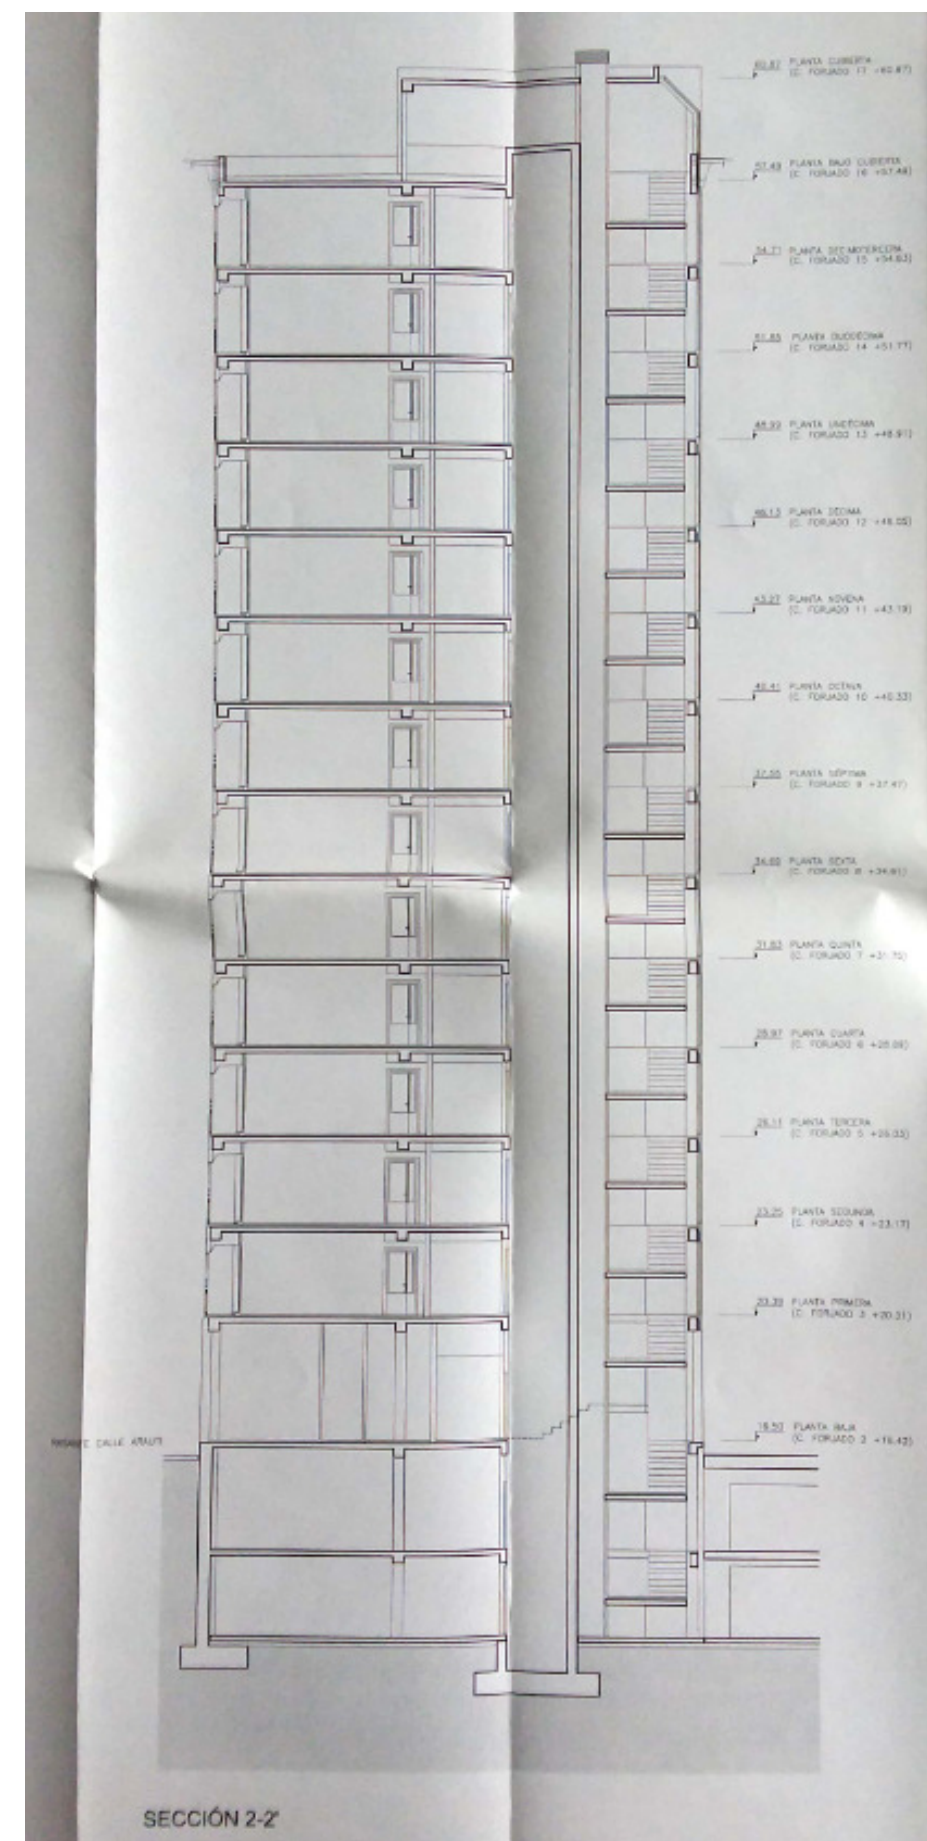 60.87 PLANTA CUBIERTA
(C. FORJADO 17 +60.87)
57.49 PLANTA BAJO CUBIERTA
(C. FORJADO 16 +57.49)
54.71 PLANTA DECIMOTERCERA
(C. FORJADO 15 +54.63)
51.85 PLANTA DUODÉCIMA
(C. FORJADO 14 +51.77)
48.99 PLANTA UNDÉCIMA
(C. FORJADO 13 +48.91)
46.13 PLANTA DÉCIMA
(C. FORJADO 12 +46.05)
43.27 PLANTA NOVENA
(C. FORJADO 11 +43.19)
40.41 PLANTA OCTAVA
(C. FORJADO 10 +40.33)
37.55 PLANTA SÉPTIMA
(C. FORJADO 9 +37.47)
34.69 PLANTA SEXTA
(C. FORJADO 8 +34.61)
31.83 PLANTA QUINTA
(C. FORJADO 7 +31.75)
28.97 PLANTA CUARTA
(C. FORJADO 6 +28.89)
26.11 PLANTA TERCERA
(C. FORJADO 5 +26.03)
23.25 PLANTA SEGUNDA
(C. FORJADO 4 +23.17)
20.39 PLANTA PRIMERA
(C. FORJADO 3 +20.31)
RASANTE CALLE
16.50 PLANTA BAJA
(C. FORJADO 2 +16.42)
SECCIÓN 2-2'